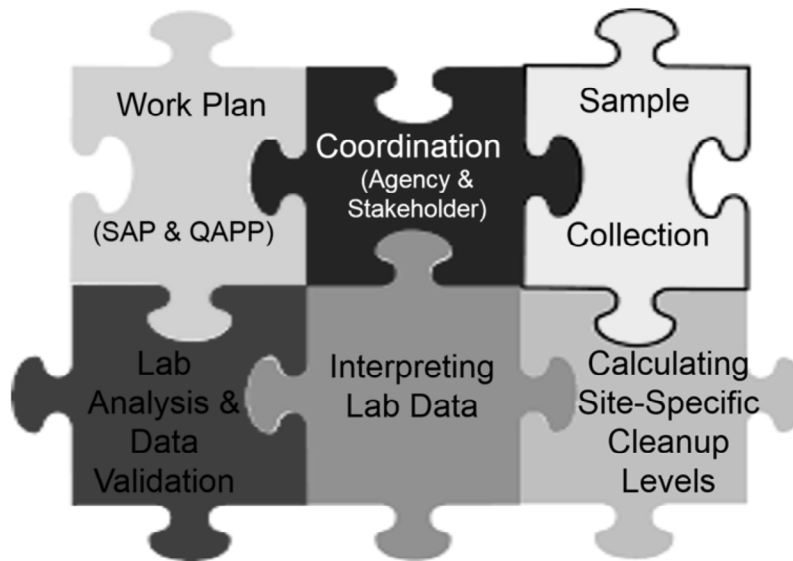 Work Plan
(SAP & QAPP)
Coordination
(Agency &
Stakeholder)
Sample
Collection
Lab
Analysis &
Data
Validation
Interpreting
Lab Data
Calculating
Site-Specific
Cleanup
Levels